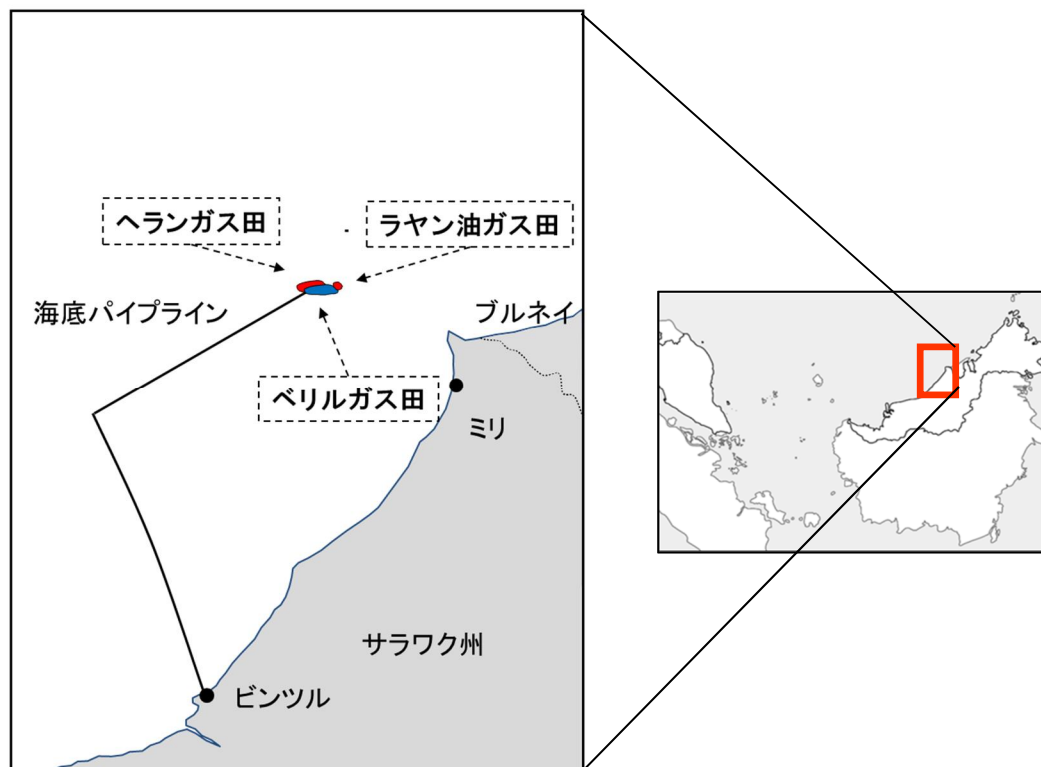 ヘランガス田
ラヤン油ガス田
海底パイプライン
ブルネイ
ベリルガス田
ミリ
サラワク州
ビンツル